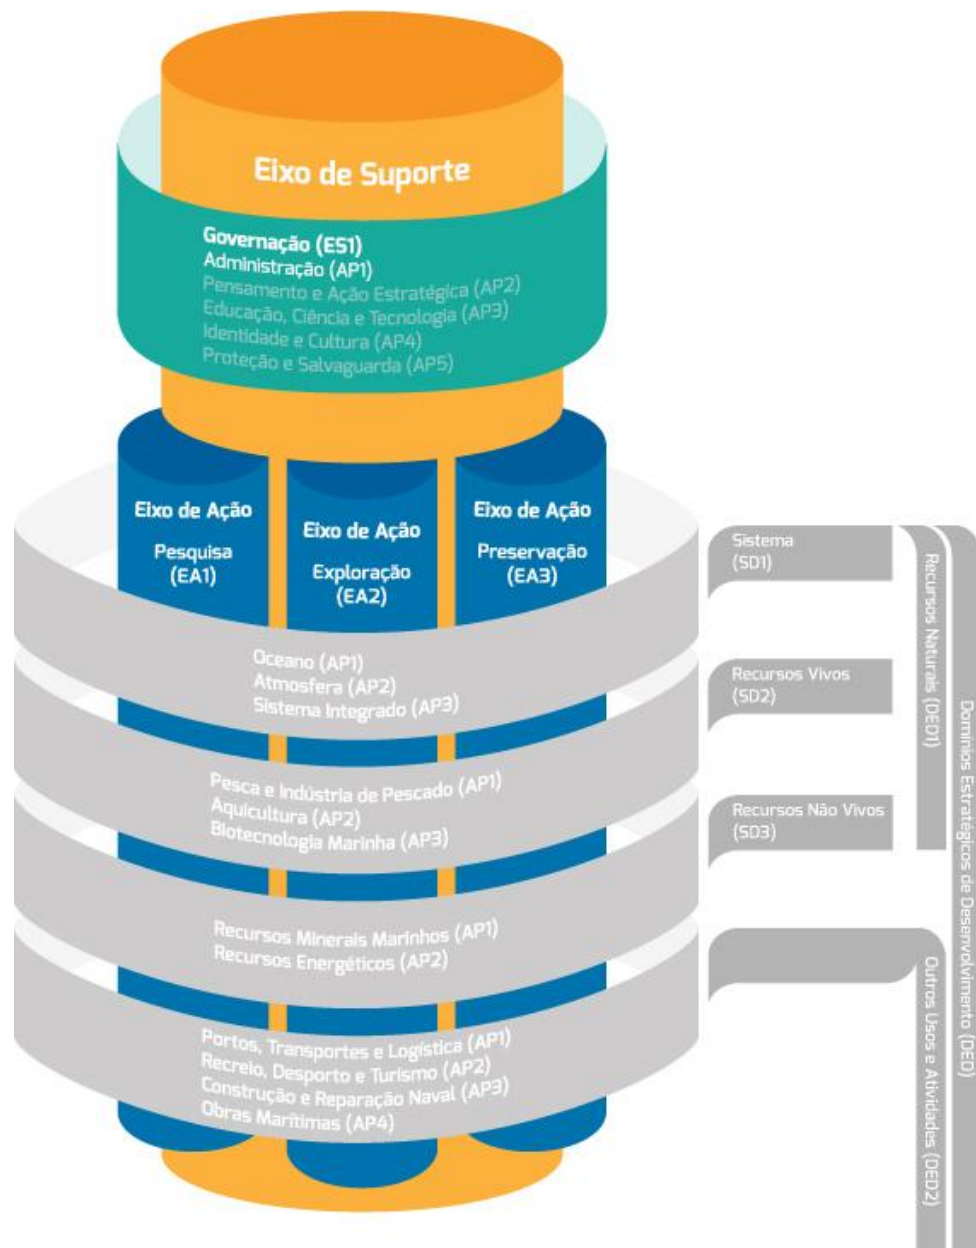 Eixo de Suporte
Governação (ES1)
Administração (AP1)
Pensamento e Ação Estratégica (AP2)
Educação, Ciência e Tecnologia (AP3)
Identidade e Cultura (AP4)
Proteção e Salvaguarda (AP5)
Eixo de Ação
Pesquisa
(EA1)
Eixo de Ação
Exploração
(EA2)
Eixo de Ação
Preservação
(EA3)
Oceano (AP1)
Atmosfera (AP2)
Sistema Integrado (AP3)
Pesca e Indústria de Pescado (AP1)
Aquicultura (AP2)
Biotecnologia Marinha (AP3)
Recursos Minerais Marinhos (AP1)
Recursos Energéticos (AP2)
Portos, Transportes e Logística (AP1)
Recreio, Desporto e Turismo (AP2)
Construção e Reparação Naval (AP3)
Obras Marítimas (AP4)
Sistema
(SD1)
Recursos Vivos
(SD2)
Recursos Não Vivos
(SD3)
Recursos Naturais (DED1)
Outros Usos e Atividades (DED2)
Domínios Estratégicos de Desenvolvimento (DED)